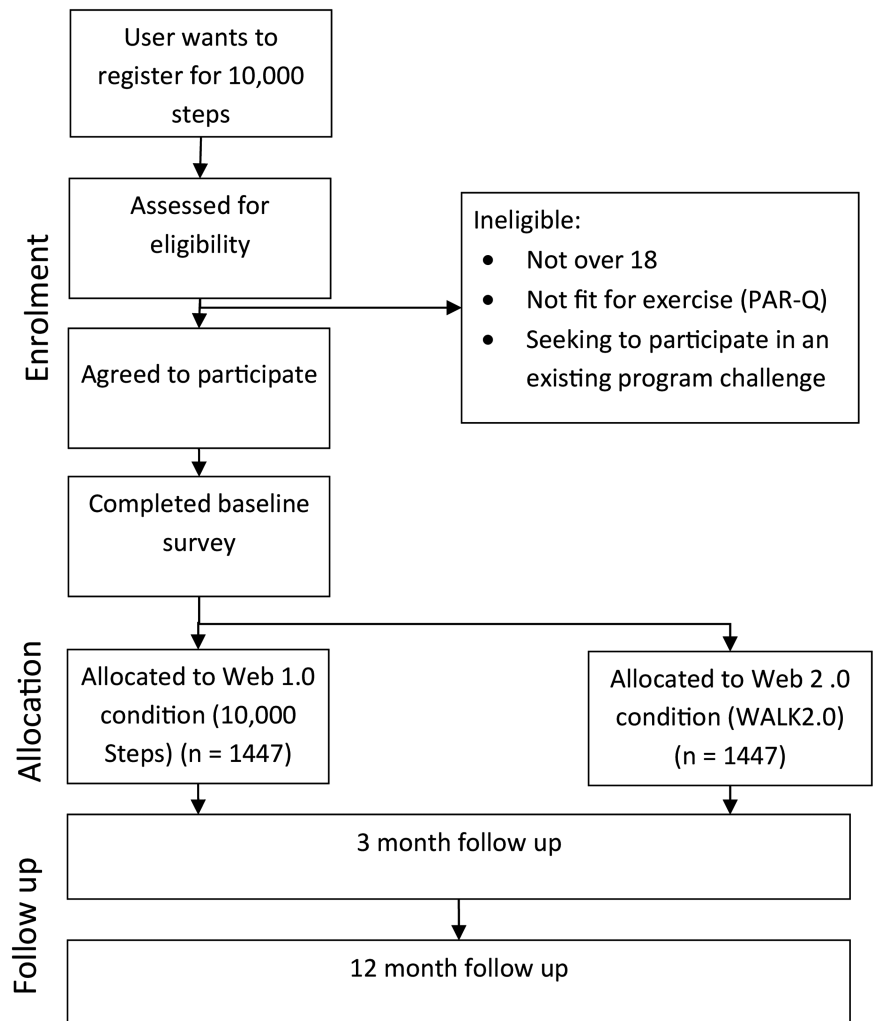 User wants to
register for 10,000
steps
Enrolment
Assessed for
eligibility
Ineligible:
• Not over 18
• Not fit for exercise (PAR-Q)
• Seeking to participate in an
existing program challenge
Agreed to participate
Completed baseline
survey
Allocation
Allocated to Web 1.0
condition (10,000
Steps) (n = 1447)
Allocated to Web 2 .0
condition (WALK2.0)
(n = 1447)
Follow up
3 month follow up
12 month follow up